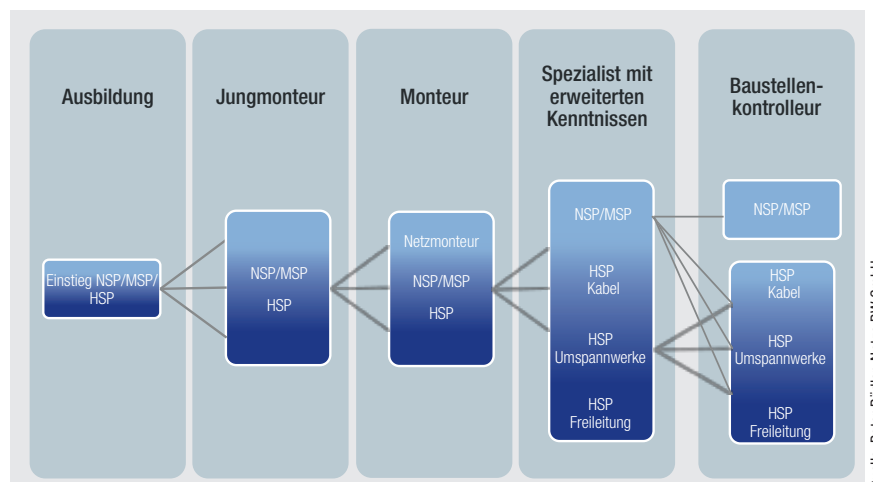 Ausbildung
Jungmonteur
Monteur
Spezialist mit
erweiterten
Kenntnissen
Baustellen-
kontrolleur
Einstieg NSP/MSP/
HSP
NSP/MSP
HSP
Netzmonteur
NSP/MSP
HSP
NSP/MSP
HSP
Kabel
HSP
Umspannwerke
HSP
Freileitung
NSP/MSP
HSP
Kabel
HSP
Umspannwerke
HSP
Freileitung